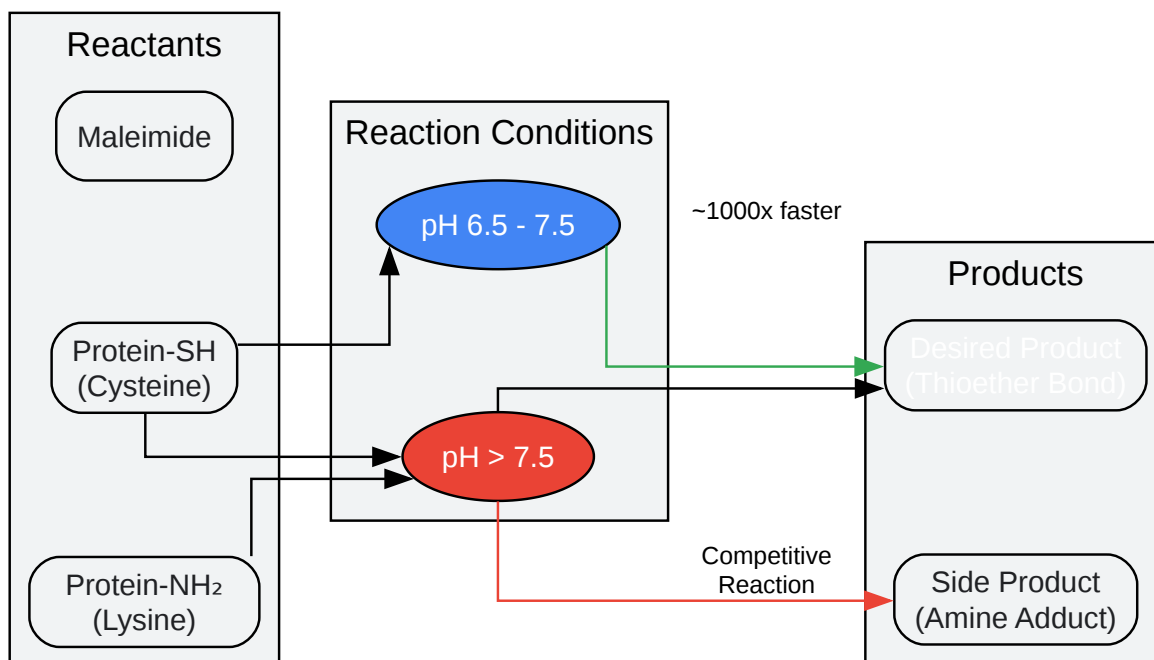 Reactants
Maleimide
Protein-SH
(Cysteine)
Protein-NH₂
(Lysine)
Reaction Conditions
pH 6.5 - 7.5
pH > 7.5
~1000x faster
Competitive
Reaction
Products
Desired Product
(Thioether Bond)
Side Product
(Amine Adduct)